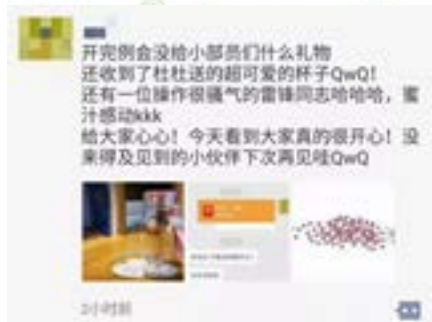 开完例会没给小部员们什么礼物
还收到了杜杜送的超可爱的杯子QwQ！
还有一位操作很骚气的雷锋同志哈哈哈，蜜
汁感动kkk
给大家心心！今天看到大家真的很开心！没
来得及见到的小伙伴下次再见哇QwQ
2小时前